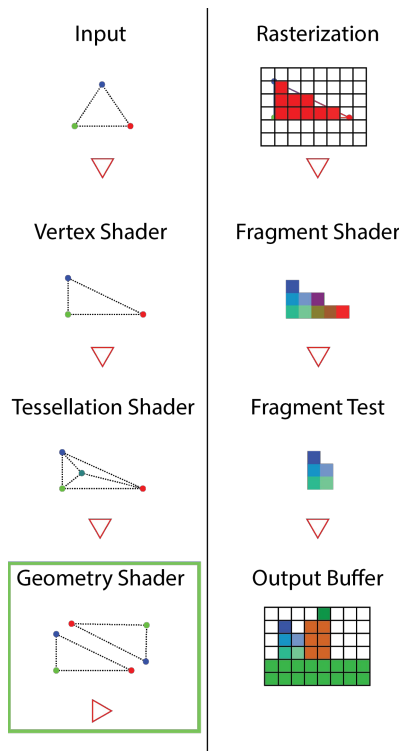 Input
Vertex Shader
Tessellation Shader
Geometry Shader
Rasterization
Fragment Shader
Fragment Test
Output Buffer